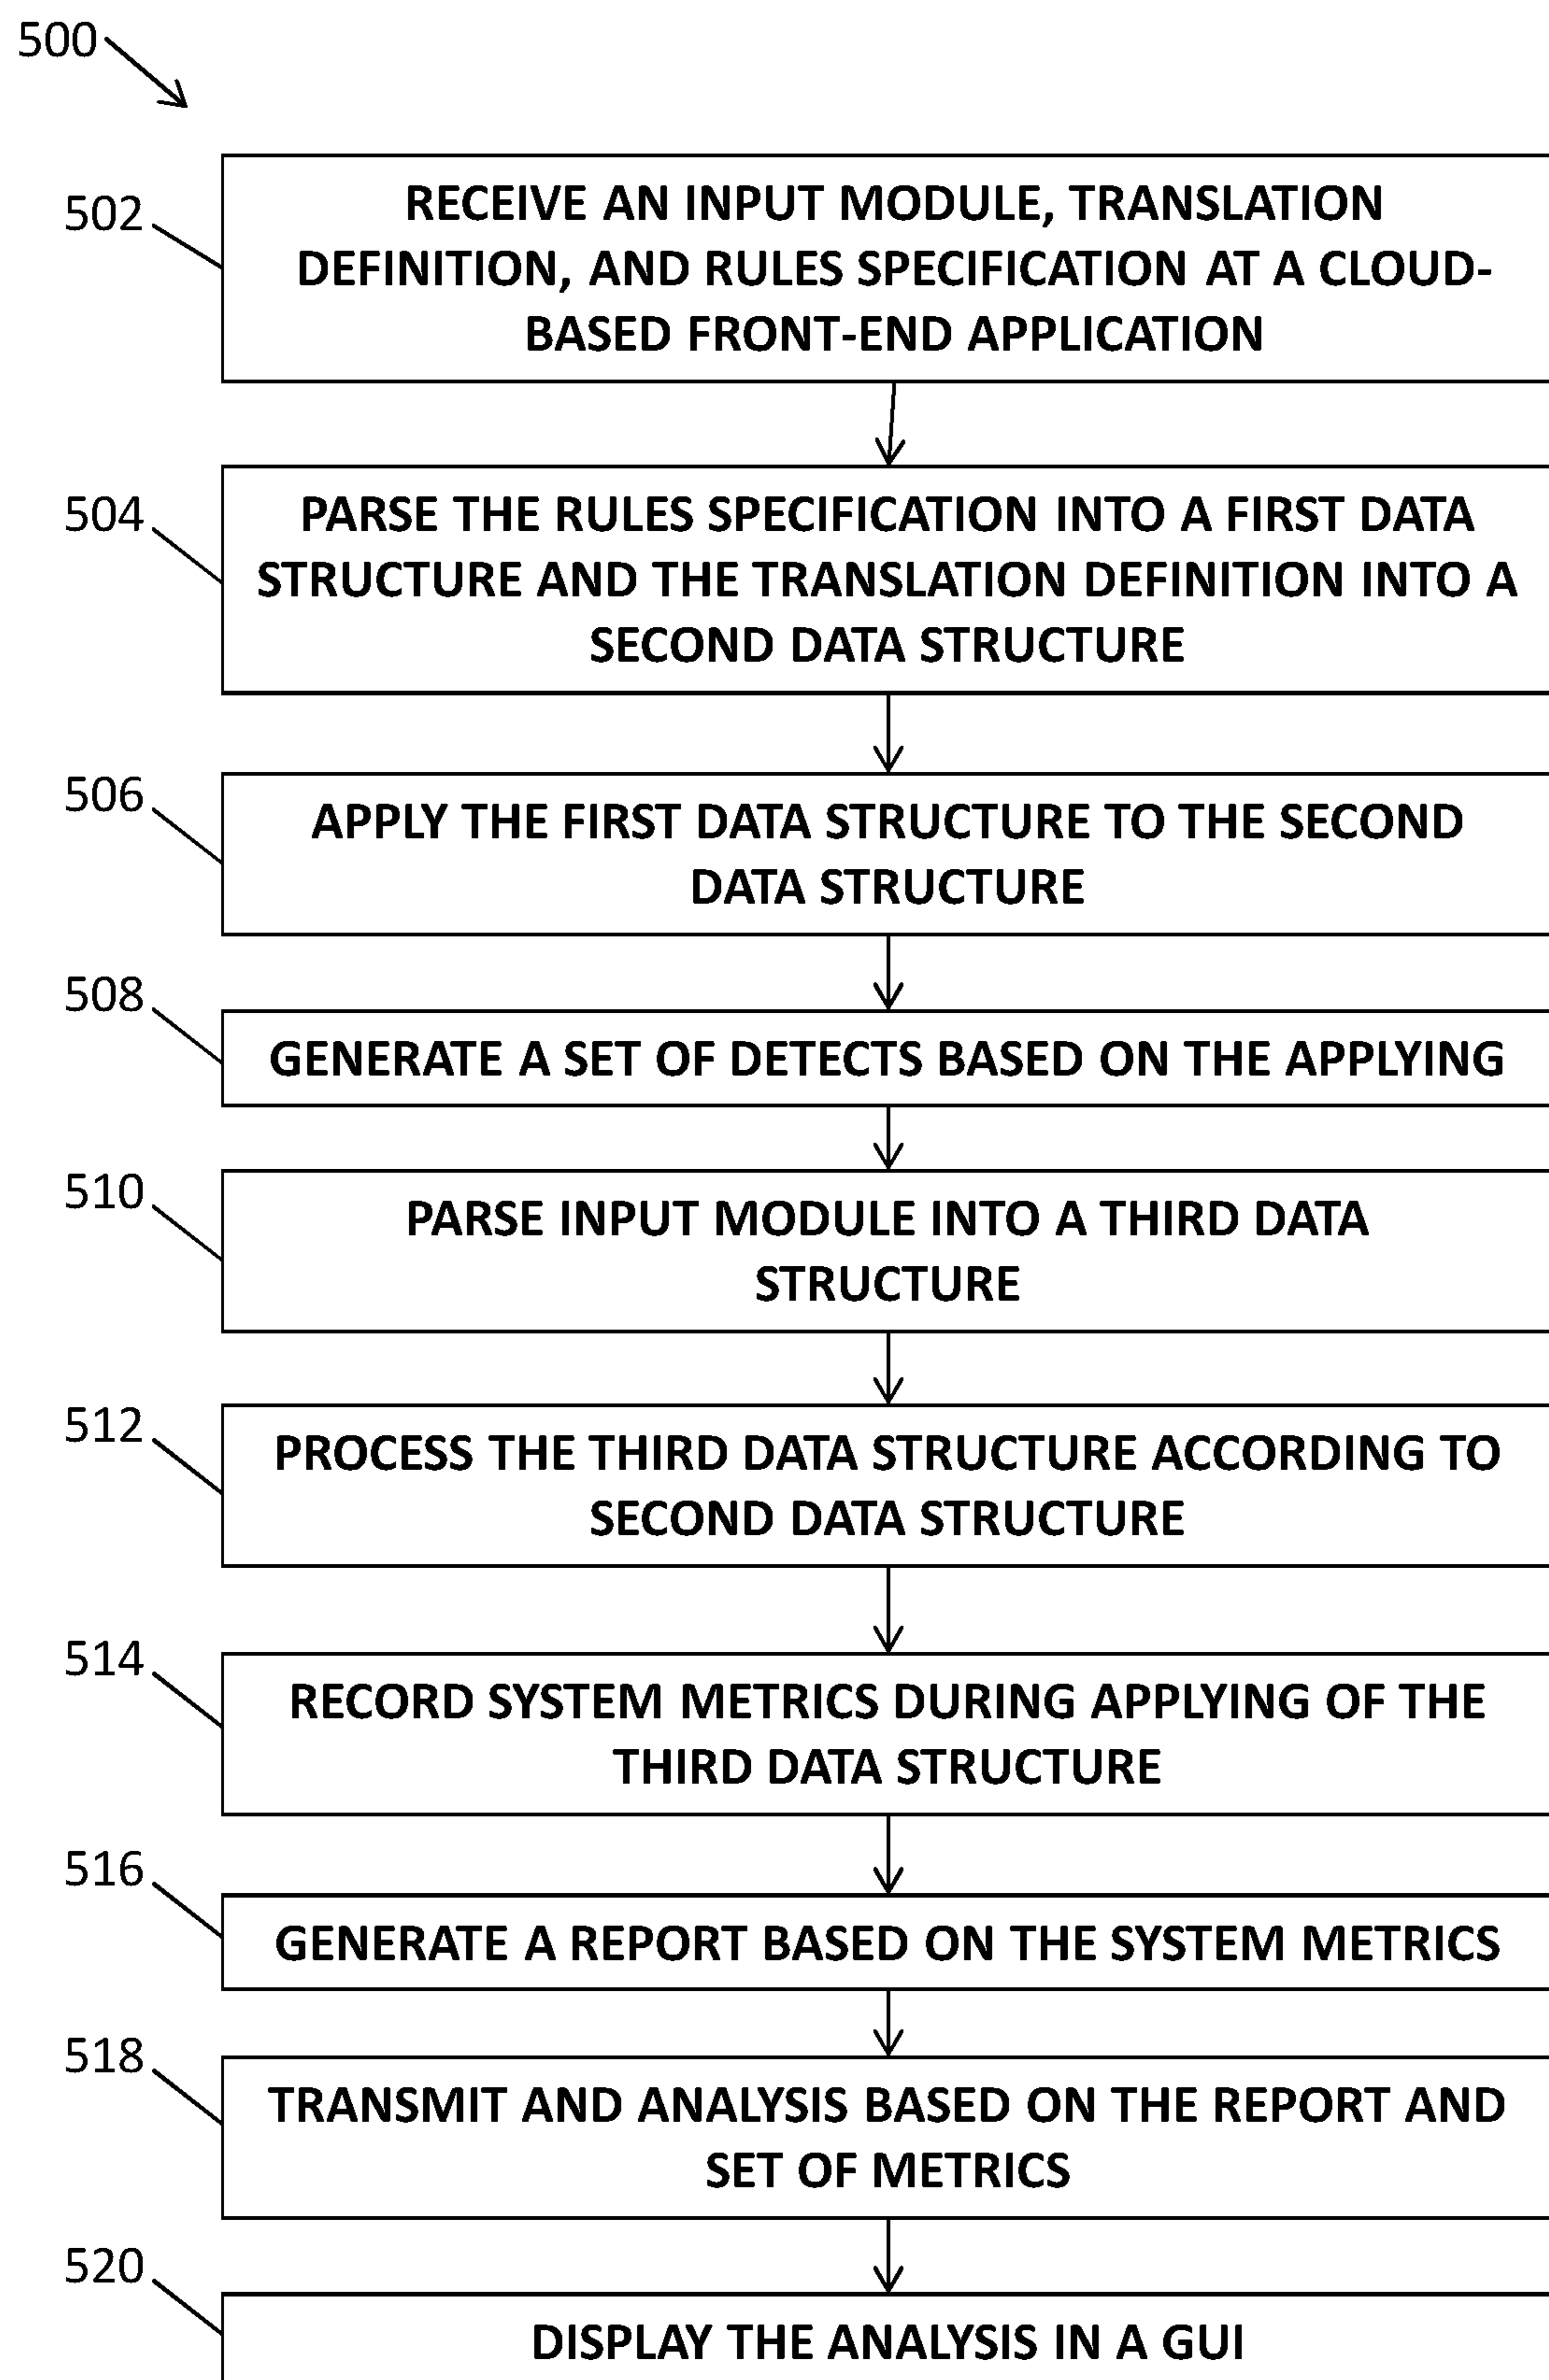 500
502
RECEIVE AN INPUT MODULE, TRANSLATION
DEFINITION, AND RULES SPECIFICATION AT A CLOUD-
BASED FRONT-END APPLICATION
504
PARSE THE RULES SPECIFICATION INTO A FIRST DATA
STRUCTURE AND THE TRANSLATION DEFINITION INTO A
SECOND DATA STRUCTURE
506
APPLY THE FIRST DATA STRUCTURE TO THE SECOND
DATA STRUCTURE
508
GENERATE A SET OF DETECTS BASED ON THE APPLYING
510
PARSE INPUT MODULE INTO A THIRD DATA
STRUCTURE
512
PROCESS THE THIRD DATA STRUCTURE ACCORDING TO
SECOND DATA STRUCTURE
514
RECORD SYSTEM METRICS DURING APPLYING OF THE
THIRD DATA STRUCTURE
516
GENERATE A REPORT BASED ON THE SYSTEM METRICS
518
TRANSMIT AND ANALYSIS BASED ON THE REPORT AND
SET OF METRICS
520
DISPLAY THE ANALYSIS IN A GUI